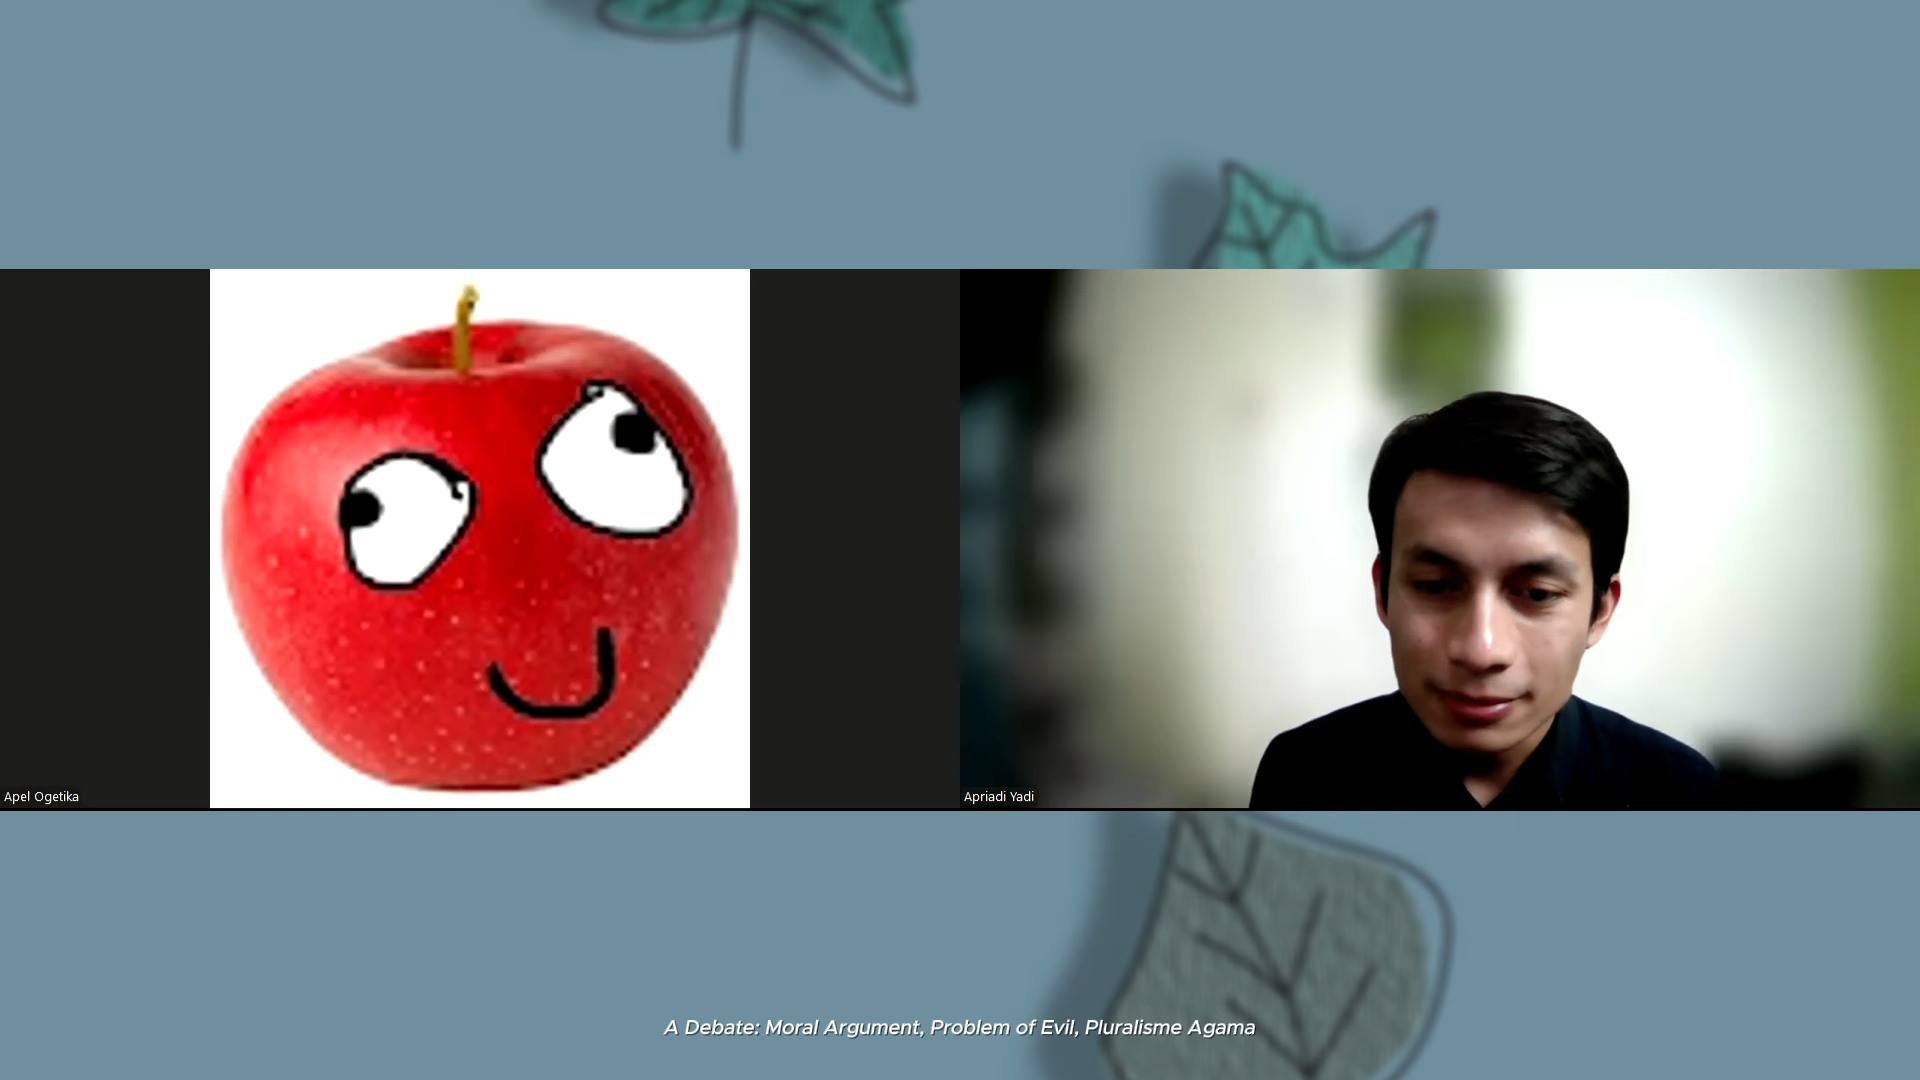 Apel Ogetika
Apriadi Yadi
A Debate: Moral Argument, Problem of Evil, Pluralisme Agama